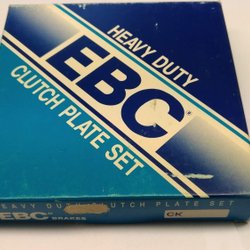 HEAVY DUTY
EBC
CLUTCH PLATE SET
HEAVY DUTY CLUTCH PLATE SET
EBC BRAKES
CK